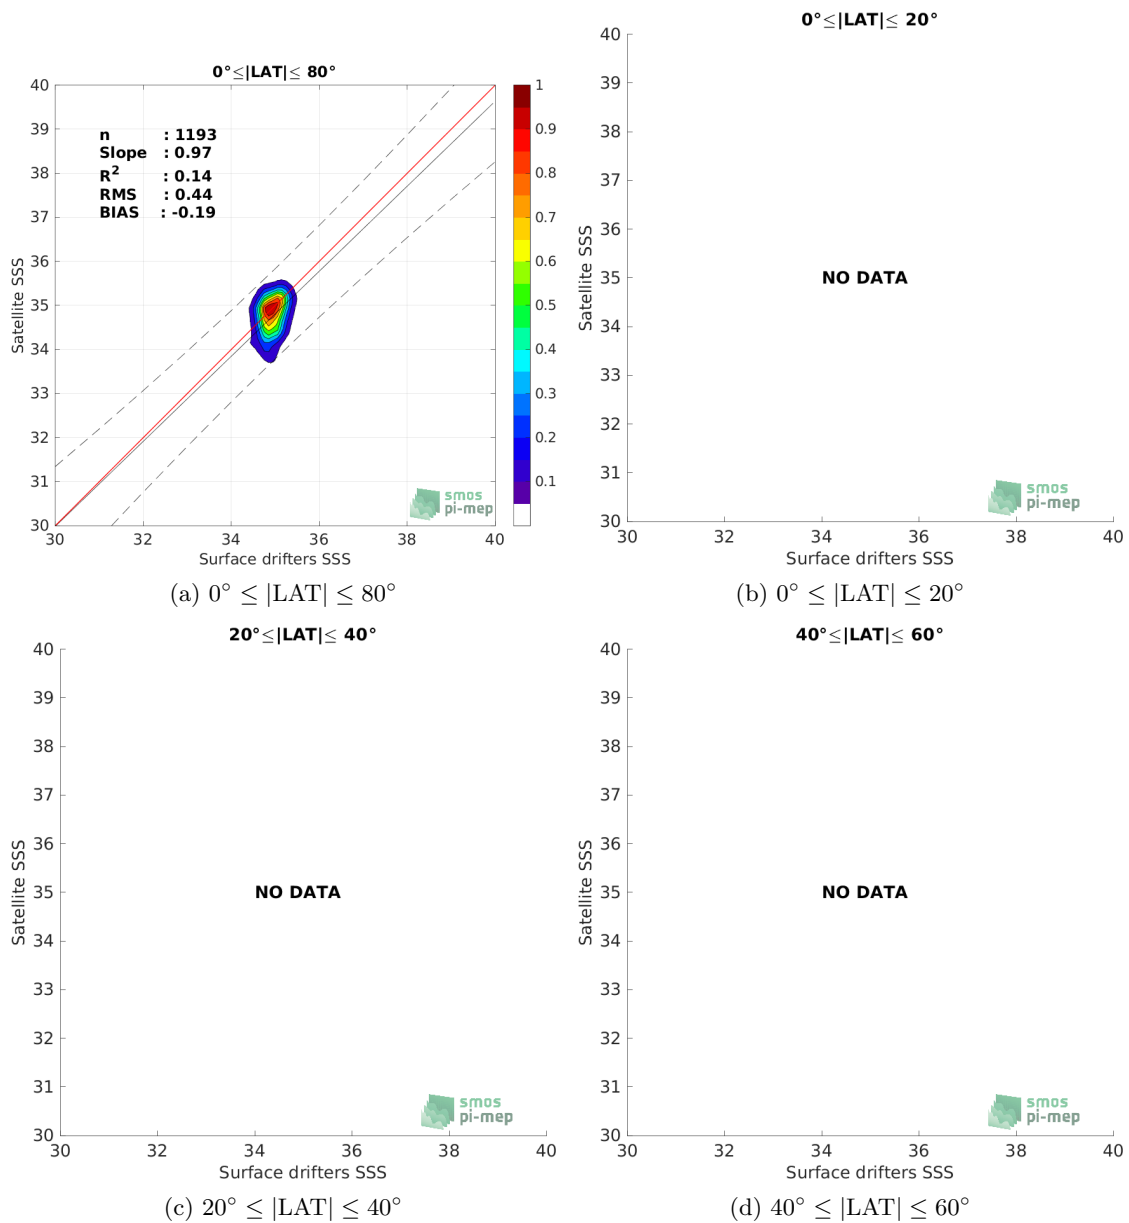 0°≤|LAT|≤ 80°
40
39
38
37
36
35
34
33
32
31
30
30 32 34 36 38 40
Satellite SSS
Surface drifters SSS
n : 1193
Slope : 0.97
R² : 0.14
RMS : 0.44
BIAS : -0.19
1
0.9
0.8
0.7
0.6
0.5
0.4
0.3
0.2
0.1
smos
pi-mep
(a) 0° ≤ |LAT| ≤ 80°
0°≤|LAT|≤ 20°
40
39
38
37
36
35
34
33
32
31
30
30 32 34 36 38 40
Satellite SSS
Surface drifters SSS
NO DATA
smos
pi-mep
(b) 0° ≤ |LAT| ≤ 20°
20°≤|LAT|≤ 40°
40
39
38
37
36
35
34
33
32
31
30
30 32 34 36 38 40
Satellite SSS
Surface drifters SSS
NO DATA
smos
pi-mep
(c) 20° ≤ |LAT| ≤ 40°
40°≤|LAT|≤ 60°
40
39
38
37
36
35
34
33
32
31
30
30 32 34 36 38 40
Satellite SSS
Surface drifters SSS
NO DATA
smos
pi-mep
(d) 40° ≤ |LAT| ≤ 60°